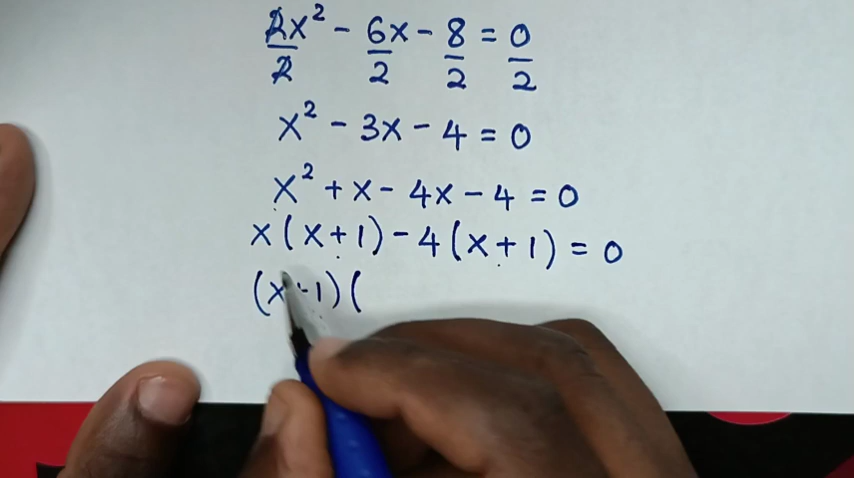 2x²/2 - 6x/2 - 8/2 = 0/2
x² - 3x - 4 = 0
x² + x - 4x - 4 = 0
x(x+1) - 4(x+1) = 0
(x+1)(